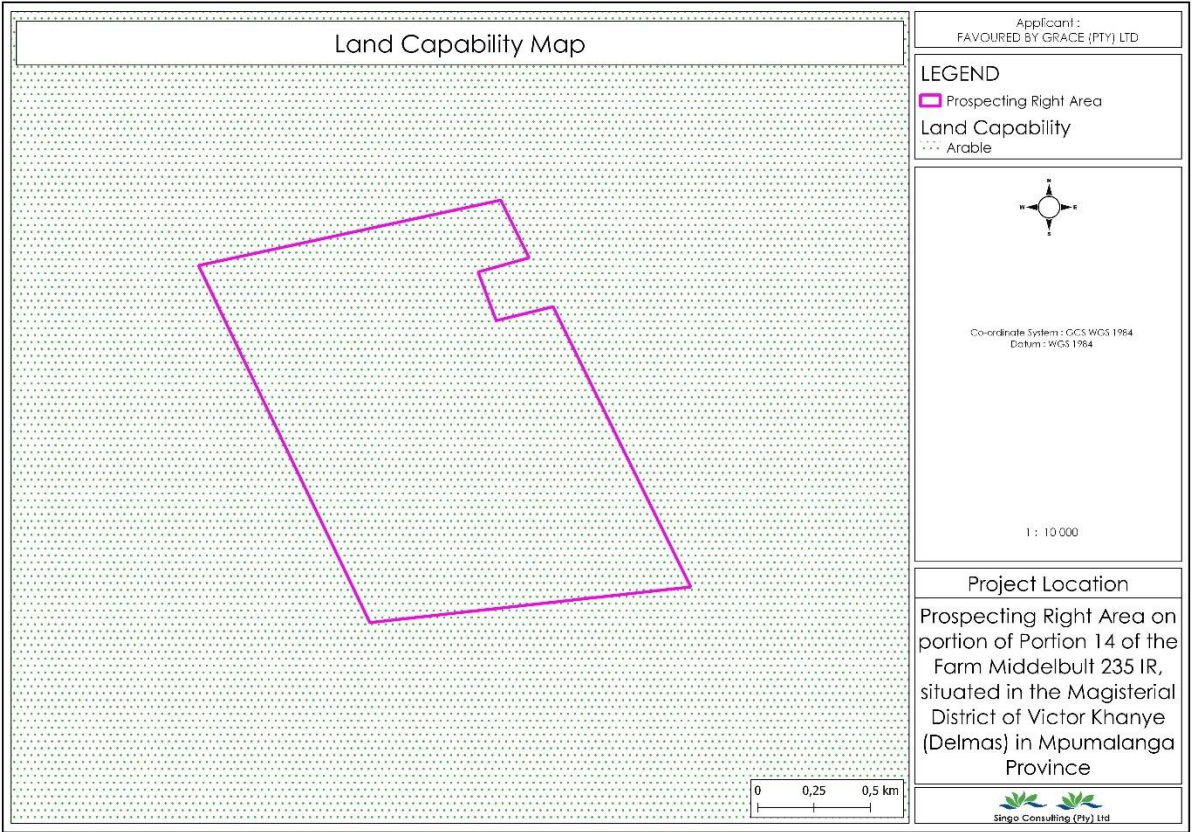 Land Capability Map
Applicant :
FAVOURED BY GRACE (PTY) LTD
LEGEND
Prospecting Right Area
Land Capability
Arable
N
W E
S
Co-ordinate System : GCS WGS 1984
Datum : WGS 1984
1 : 10 000
Project Location
Prospecting Right Area on
portion of Portion 14 of the
Farm Middelbult 235 IR,
situated in the Magisterial
District of Victor Khanye
(Delmas) in Mpumalanga
Province
0 0,25 0,5 km
Singo Consulting (Pty) Ltd